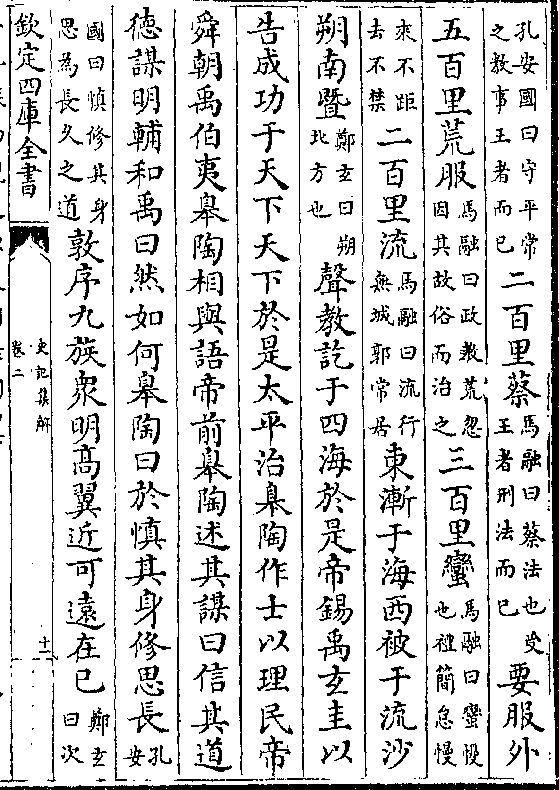 孔安國曰守平常之教事王者而已二百里蔡馬融曰蔡法也受王者刑法而已要服外
五百里荒服馬融曰政教荒忽因其故俗而治之三百里蠻馬融曰蠻慢也禮簡怠慢
來不距去不禁二百里流馬融曰流行無城郭常居東漸于海西被于流沙
朔南暨鄭玄曰朔北方也聲教訖于四海於是帝錫禹玄圭以
告成功于天下天下於是太平治臯陶作士以理民帝
舜朝禹伯夷臯陶相與語帝前臯陶述其謀曰信其道
德謀明輔和禹曰然如何臯陶曰於慎其身修思長孔安
國曰慎修其身思為長久之道敦序九族衆明高翼近可遠在已鄭玄曰次
欽定四庫全書
史記集解
卷二
十二